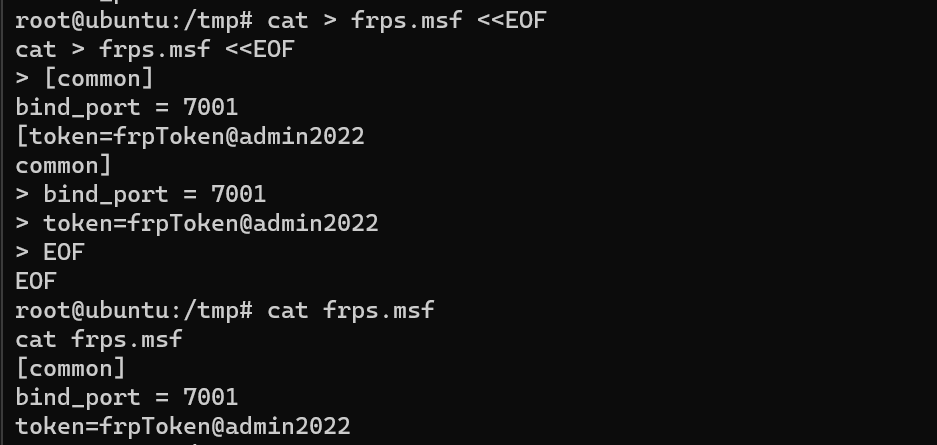 root@ubuntu:/tmp# cat > frps.msf <<EOF
cat > frps.msf <<EOF
> [common]
bind_port = 7001
[token=frpToken@admin2022
common]
> bind_port = 7001
> token=frpToken@admin2022
> EOF
EOF
root@ubuntu:/tmp# cat frps.msf
cat frps.msf
[common]
bind_port = 7001
token=frpToken@admin2022